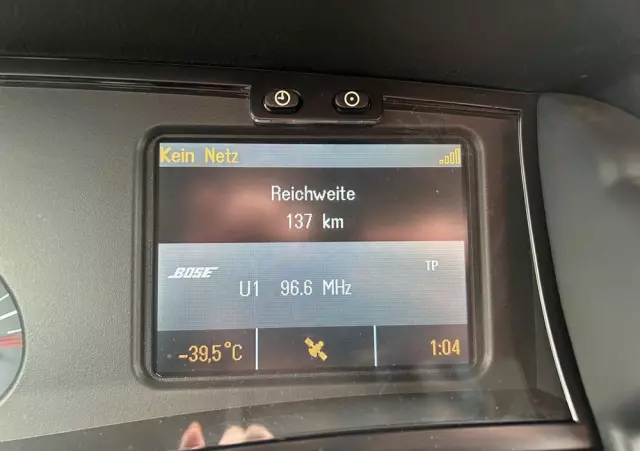 Kein Netz
Reichweite
137 km
BOSE
TP
U1 96.6 MHz
-39,5°C
1:04